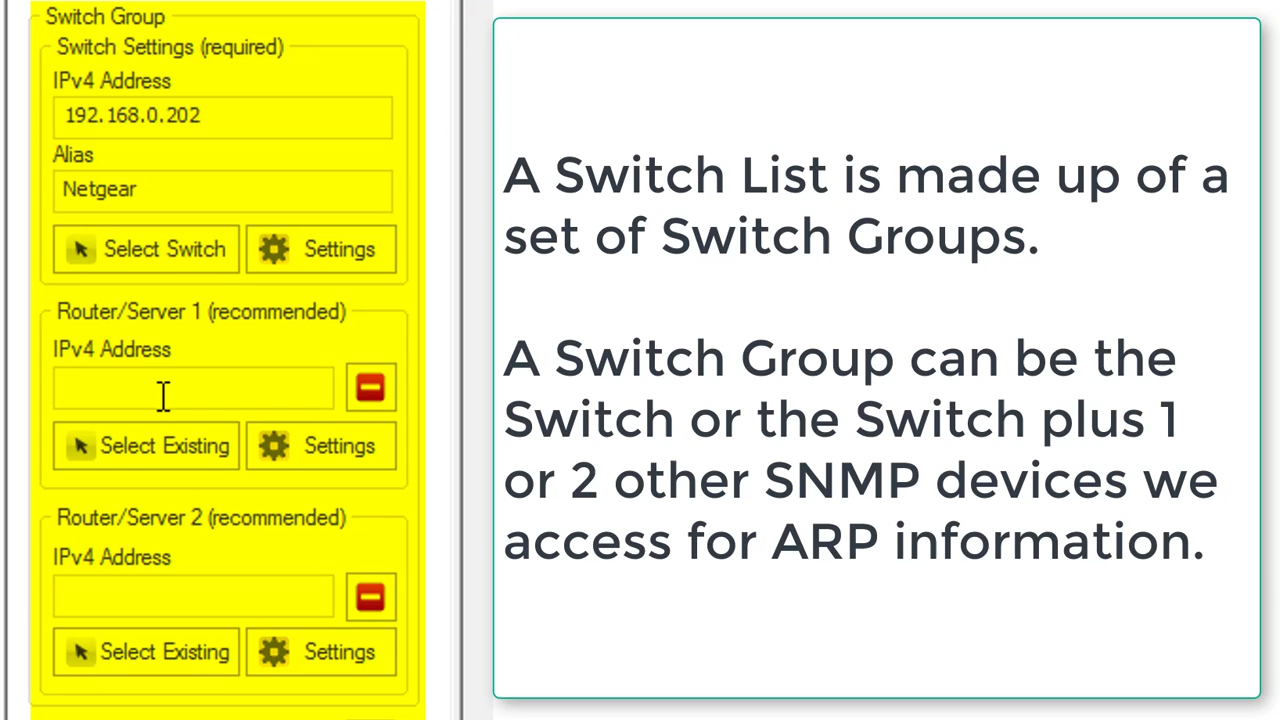 Switch Group
Switch Settings (required)
IPv4 Address
192.168.0.202
Alias
Netgear
Select Switch
Settings
Router/Server 1 (recommended)
IPv4 Address
Select Existing
Settings
Router/Server 2 (recommended)
IPv4 Address
Select Existing
Settings
A Switch List is made up of a
set of Switch Groups.
A Switch Group can be the
Switch or the Switch plus 1
or 2 other SNMP devices we
access for ARP information.